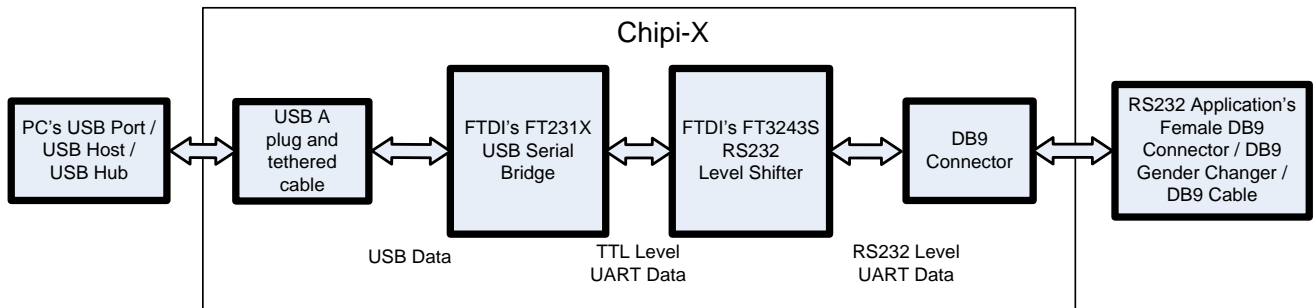 Chipi-X
PC's USB Port /
USB Host /
USB Hub
USB A
plug and
tethered
cable
FTDI's FT231X
USB Serial
Bridge
FTDI's FT3243S
RS232
Level Shifter
DB9
Connector
RS232 Application's
Female DB9
Connector / DB9
Gender Changer /
DB9 Cable
USB Data
TTL Level
UART Data
RS232 Level
UART Data